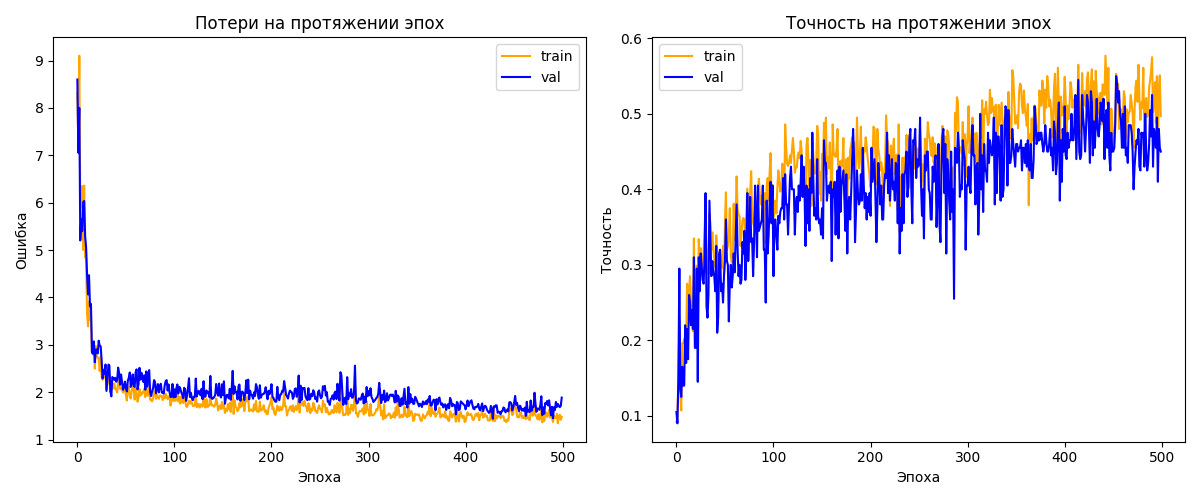 Потери на протяжении эпох
train
val
9
8
7
6
5
4
3
2
1
Ошибка
0
100
200
300
400
500
Эпоха
Точность на протяжении эпох
train
val
0.6
0.5
0.4
0.3
0.2
0.1
Точность
0
100
200
300
400
500
Эпоха